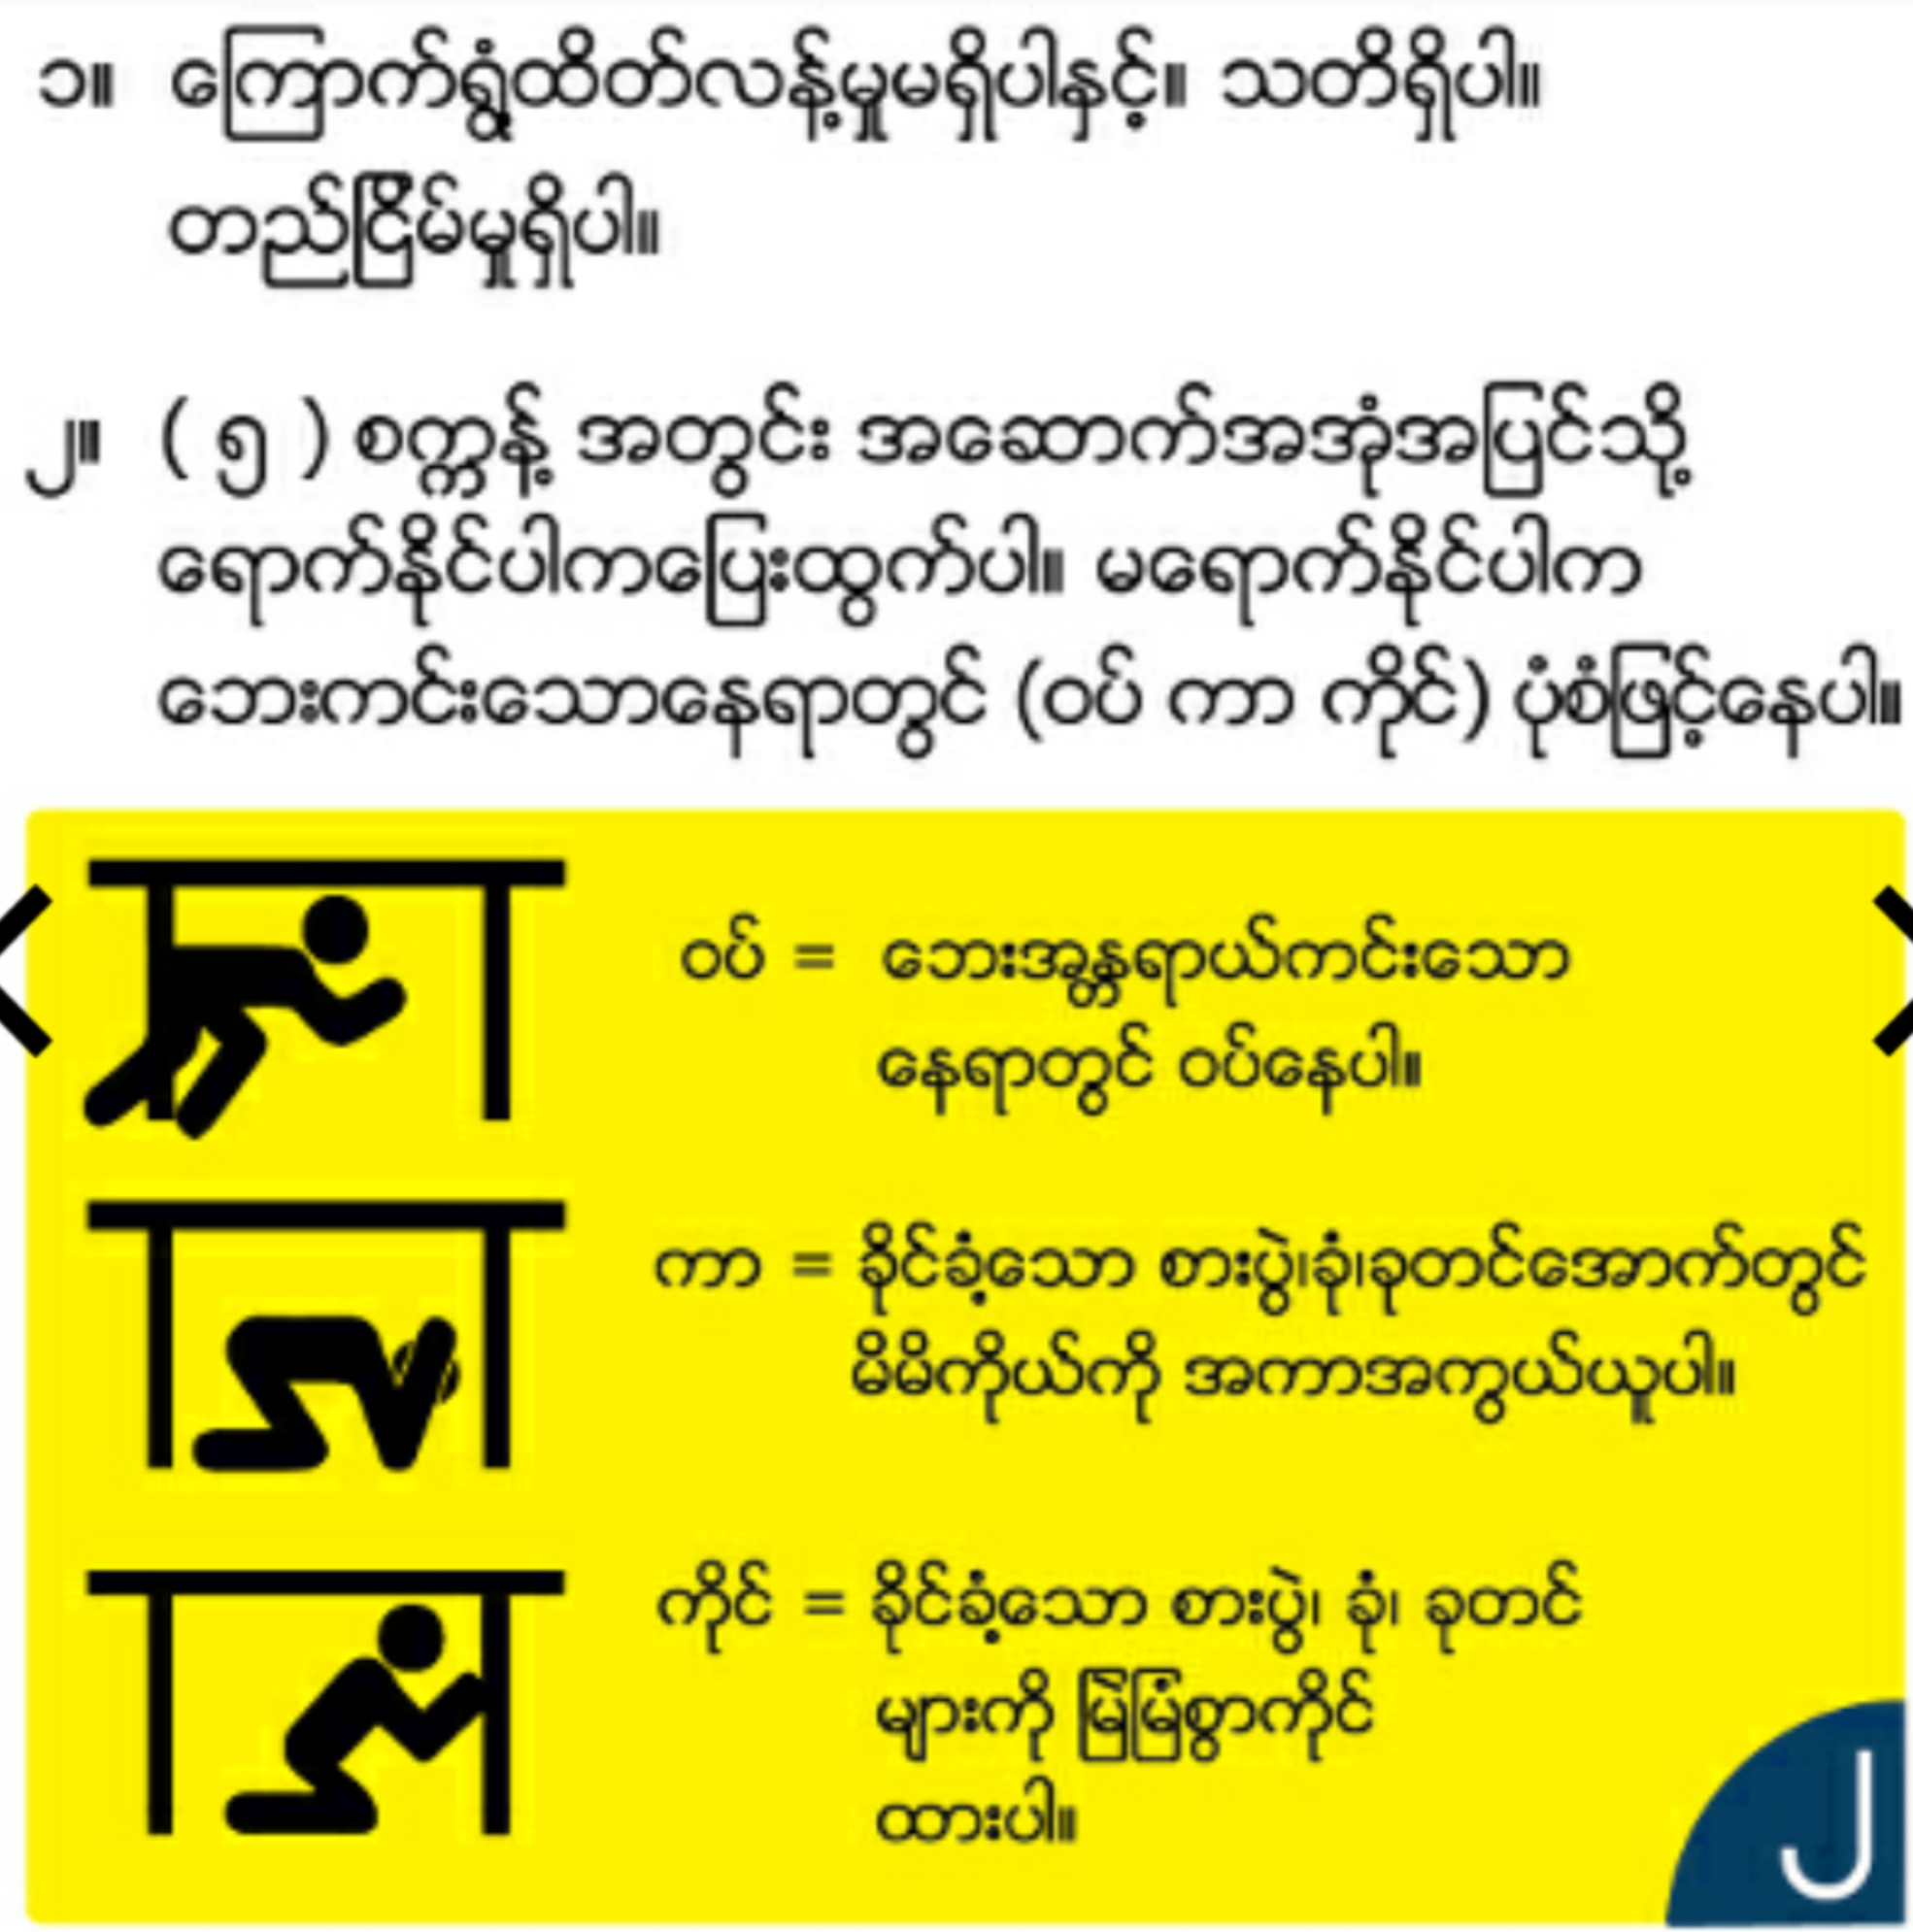 ၁။ ကြောက်ရွံ့ထိတ်လန့်မှုမရှိပါနှင့်။ သတိရှိပါ။
တည်ငြိမ်မှုရှိပါ။
၂။ ( ၅ ) စက္ကန့် အတွင်း အဆောက်အအုံအပြင်သို့
ရောက်နိုင်ပါကပြေးထွက်ပါ။ မရောက်နိုင်ပါက
ဘေးကင်းသောနေရာတွင် (ဝပ် ကာ ကိုင်) ပုံစံဖြင့်နေပါ။
ဝပ် = ဘေးအန္တရာယ်ကင်းသော
နေရာတွင် ဝပ်နေပါ။
ကာ = ခိုင်ခံ့သော စားပွဲ၊ခုံ၊ခုတင်အောက်တွင်
မိမိကိုယ်ကို အကာအကွယ်ယူပါ။
ကိုင် = ခိုင်ခံ့သော စားပွဲ၊ ခုံ၊ ခုတင်
များကို မြဲမြံစွာကိုင်
ထားပါ။
၂